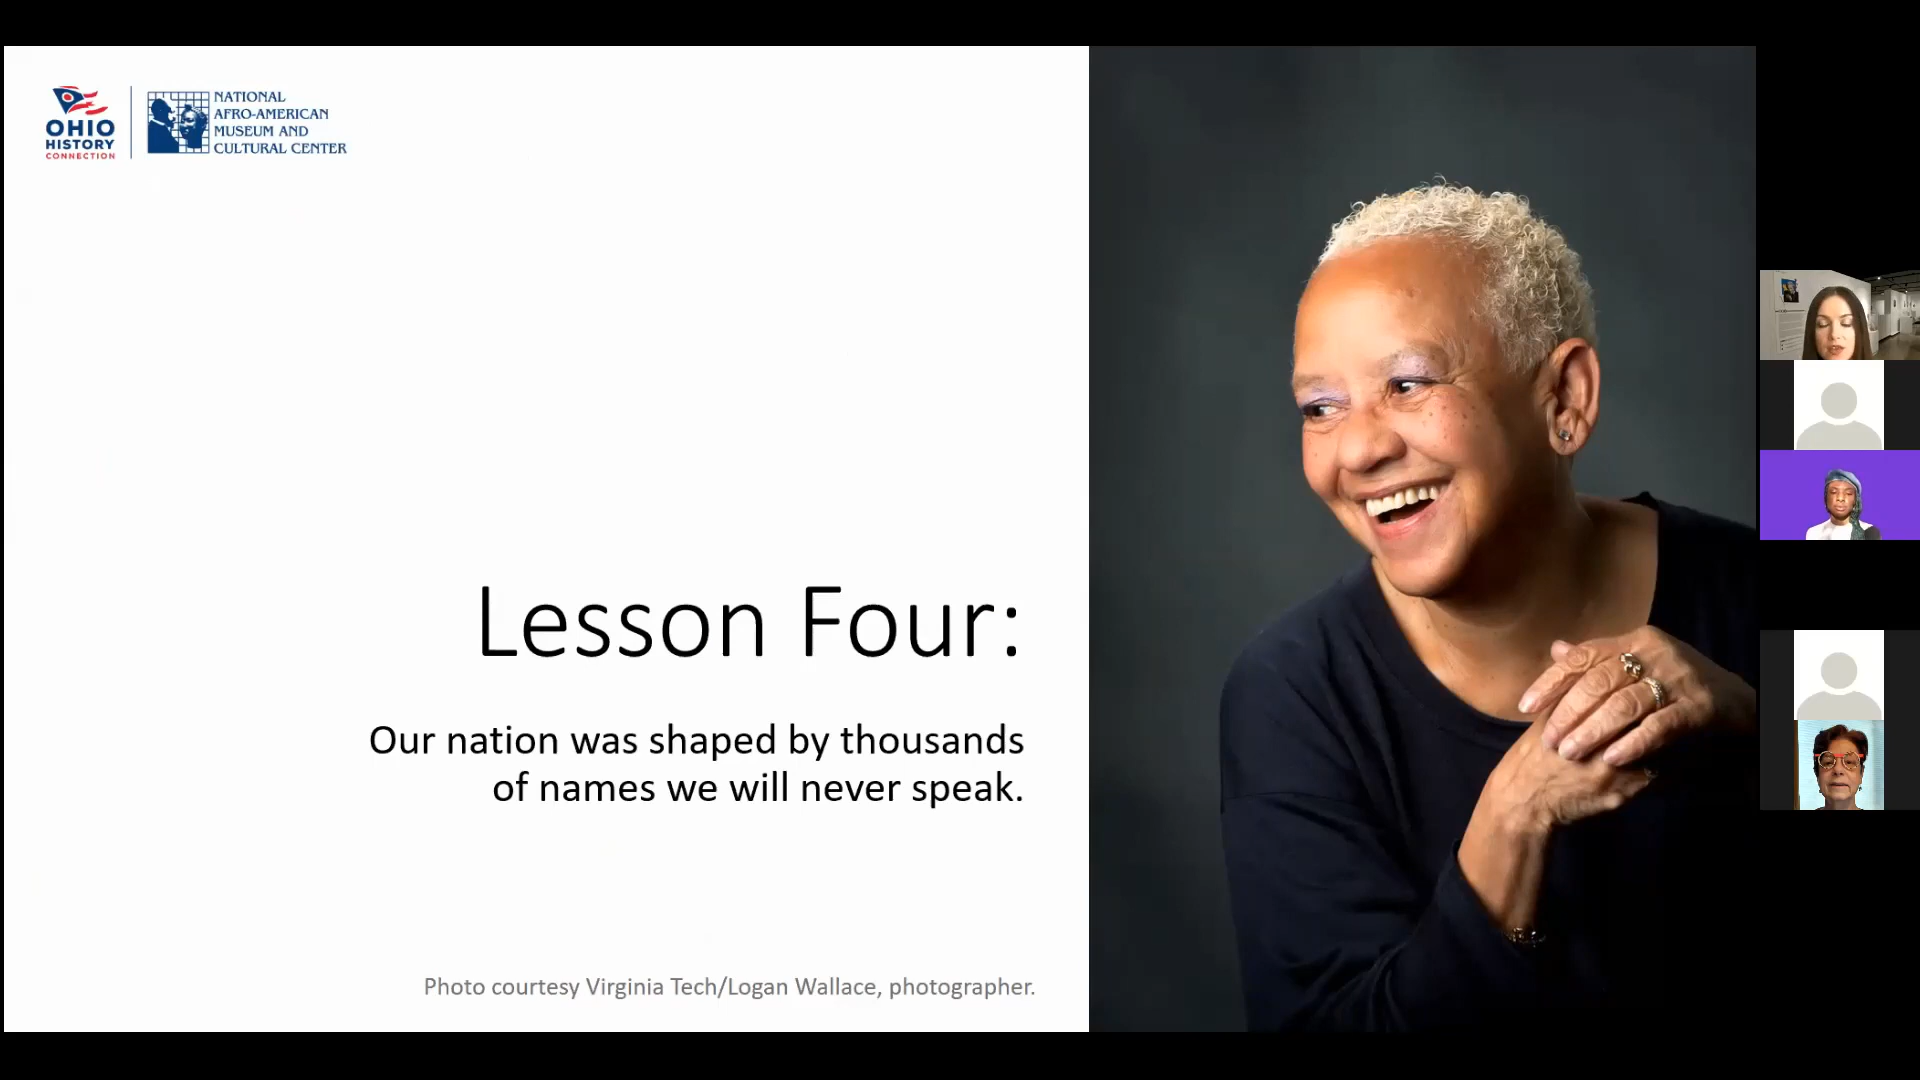 OHIO
HISTORY
CONNECTION
NATIONAL
AFRO-AMERICAN
MUSEUM AND
CULTURAL CENTER
Lesson Four:
Our nation was shaped by thousands
of names we will never speak.
Photo courtesy Virginia Tech/Logan Wallace, photographer.